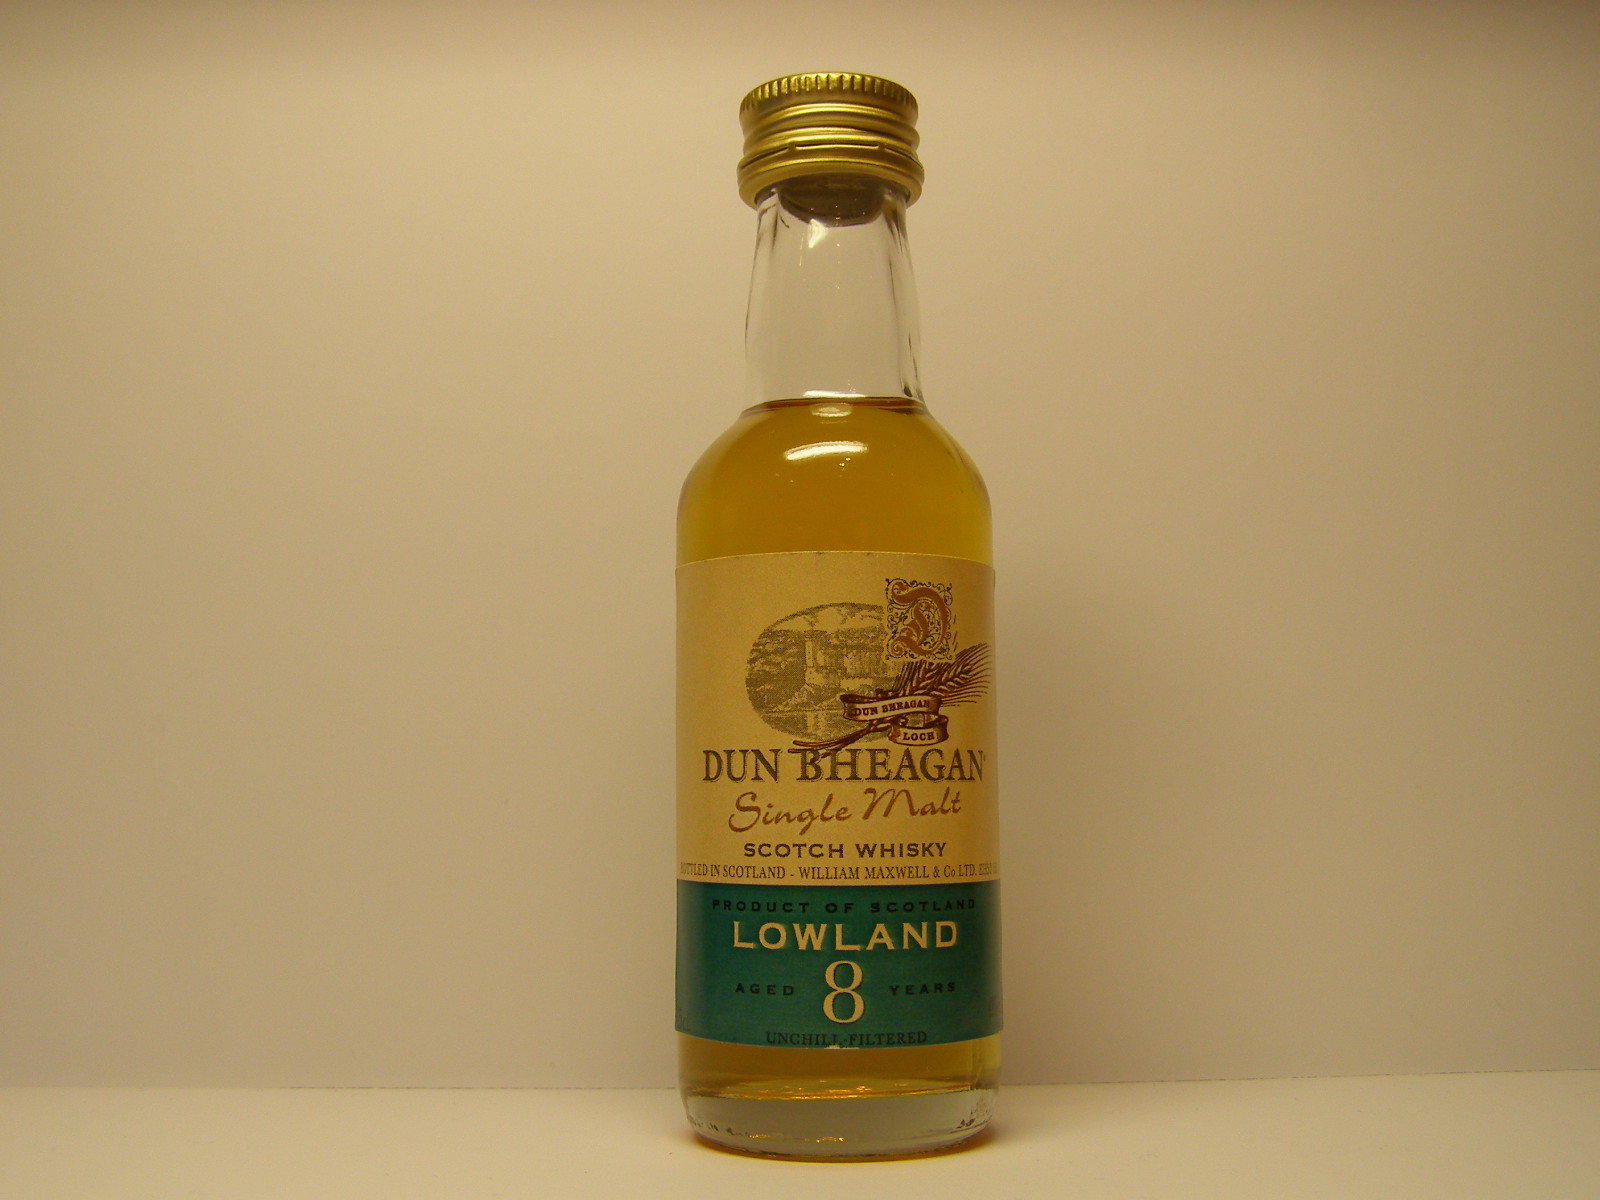 D
DUN BHEAGAN
LOCH
DUN BHEAGAN
Single Malt
SCOTCH WHISKY
BOTTLED IN SCOTLAND - WILLIAM MAXWELL & Co LTD.
PRODUCT OF SCOTLAND
LOWLAND
AGED 8 YEARS
UNCHILL-FILTERED